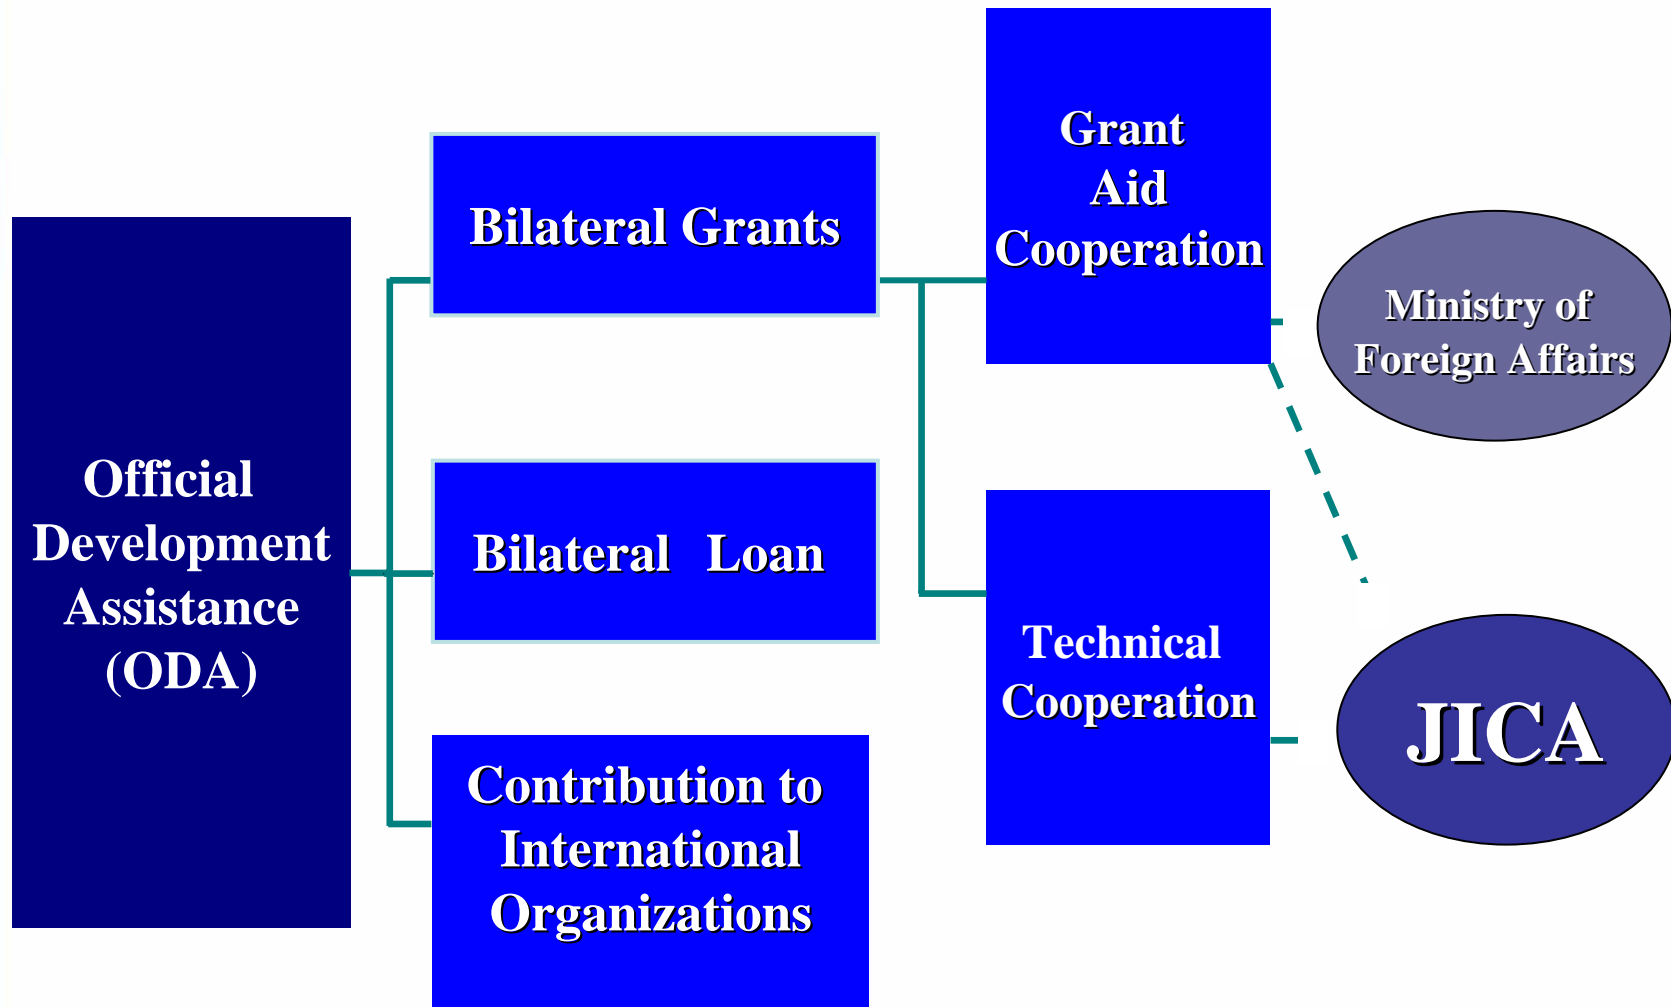 Official
Development
Assistance
(ODA)
Bilateral Grants
Bilateral Loan
Contribution to
International
Organizations
Grant
Aid
Cooperation
Technical
Cooperation
Ministry of
Foreign Affairs
JICA